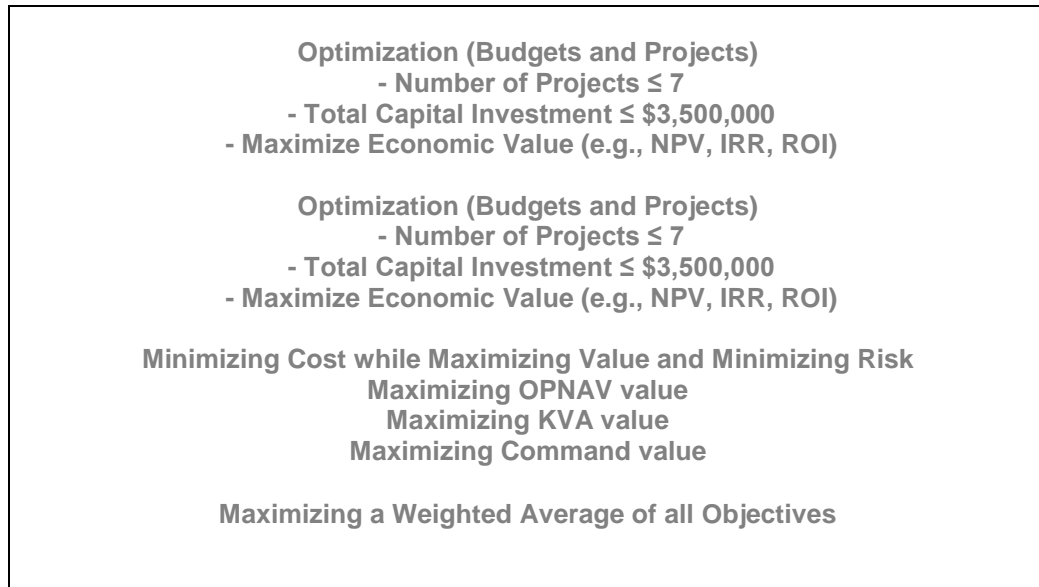 Optimization (Budgets and Projects)
- Number of Projects ≤ 7
- Total Capital Investment ≤ $3,500,000
- Maximize Economic Value (e.g., NPV, IRR, ROI)
Optimization (Budgets and Projects)
- Number of Projects ≤ 7
- Total Capital Investment ≤ $3,500,000
- Maximize Economic Value (e.g., NPV, IRR, ROI)
Minimizing Cost while Maximizing Value and Minimizing Risk
Maximizing OPNAV value
Maximizing KVA value
Maximizing Command value
Maximizing a Weighted Average of all Objectives